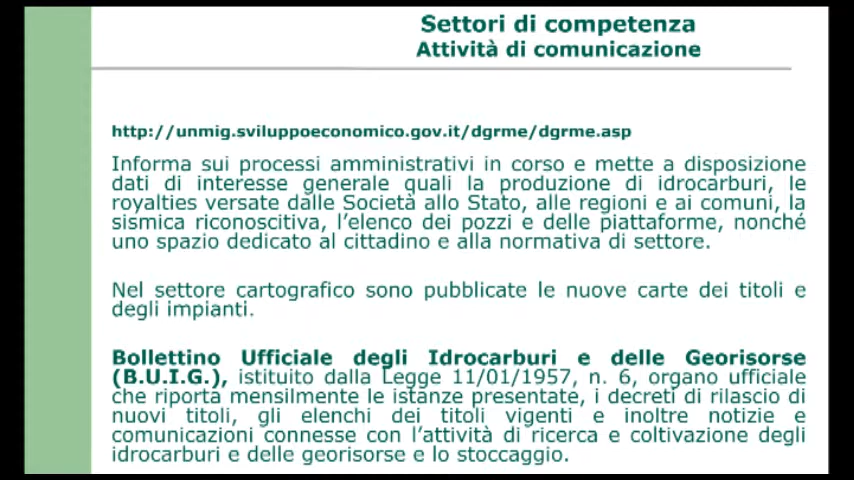 Settori di competenza
Attività di comunicazione
http://unmig.sviluppoeconomico.gov.it/dgrme/dgrme.asp
Informa sui processi amministrativi in corso e mette a disposizione
dati di interesse generale quali la produzione di idrocarburi, le
royalties versate dalle Società allo Stato, alle regioni e ai comuni, la
sismica riconoscitiva, l'elenco dei pozzi e delle piattaforme, nonché
uno spazio dedicato al cittadino e alla normativa di settore.
Nel settore cartografico sono pubblicate le nuove carte dei titoli e
degli impianti.
Bollettino Ufficiale degli Idrocarburi e delle Georisorse
(B.U.I.G.), istituito dalla Legge 11/01/1957, n. 6, organo ufficiale
che riporta mensilmente le istanze presentate, i decreti di rilascio di
nuovi titoli, gli elenchi dei titoli vigenti e inoltre notizie e
comunicazioni connesse con l'attività di ricerca e coltivazione degli
idrocarburi e delle georisorse e lo stoccaggio.